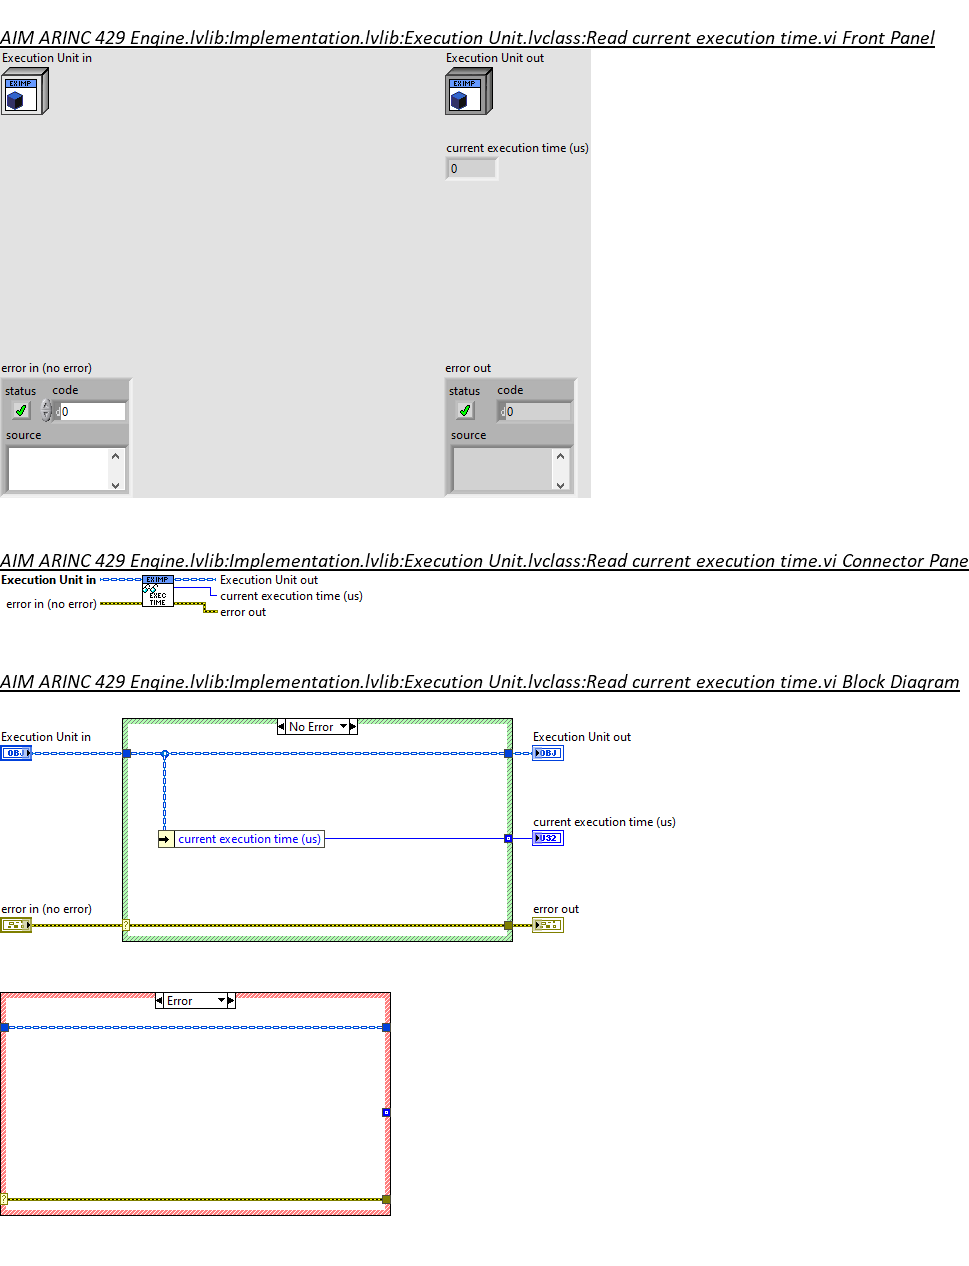 AIM ARINC 429 Engine.lvlib:Implementation.lvlib:Execution Unit.lvclass:Read current execution time.vi Front Panel
Execution Unit in
Execution Unit out
EXIMP
EXIMP
current execution time (us)
0
error in (no error)
error out
status code
status code
d 0
d 0
source
source
AIM ARINC 429 Engine.lvlib:Implementation.lvlib:Execution Unit.lvclass:Read current execution time.vi Connector Pane
Execution Unit in
EXIMP
Execution Unit out
current execution time (us)
error in (no error)
EXEC
TIME
error out
AIM ARINC 429 Engine.lvlib:Implementation.lvlib:Execution Unit.lvclass:Read current execution time.vi Block Diagram
No Error
Execution Unit in
Execution Unit out
OBJ
OBJ
current execution time (us)
current execution time (us)
U32
error in (no error)
error out
?
Error
?